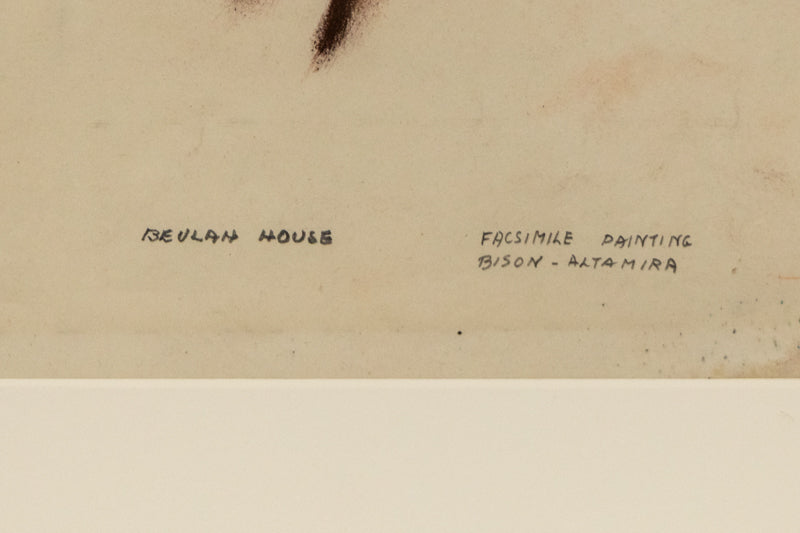 BEULAH HOUSE
FACSIMILE PAINTING
BISON - ALTAMIRA